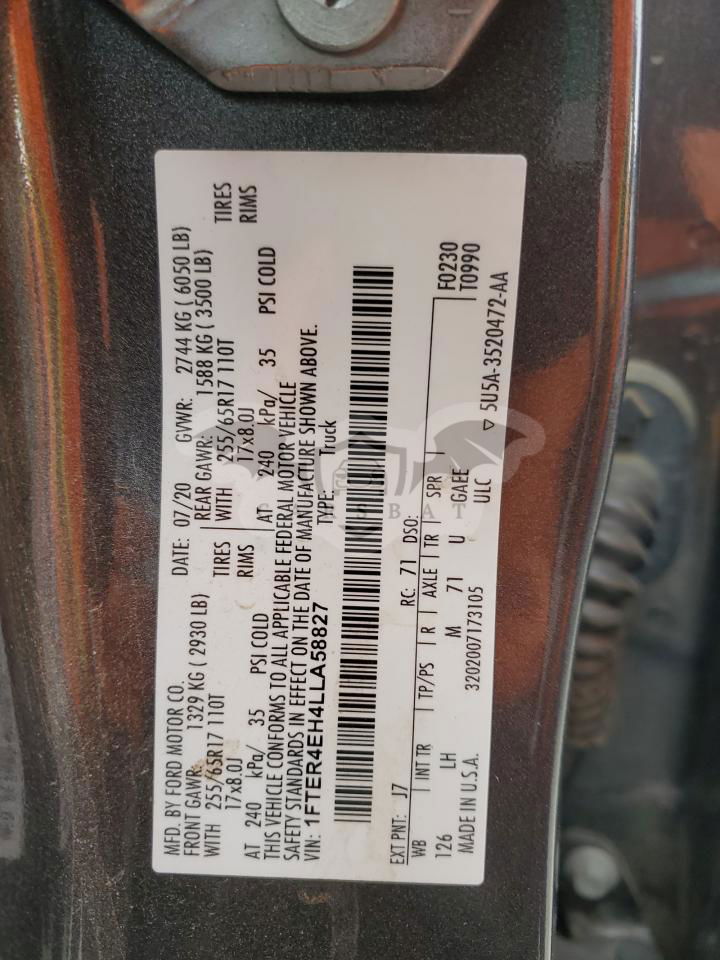 MFD. BY FORD MOTOR CO.
DATE: 07/20 GVWR: 2744 KG ( 6050 LB)
FRONT GAWR: 1329 KG ( 2930 LB) REAR GAWR: 1588 KG ( 3500 LB)
WITH 255/65R17 110T TIRES WITH 255/65R17 110T TIRES
17x8.0J RIMS 17x8.0J RIMS
AT 240 kPa/ 35 PSI COLD AT 240 kPa/ 35 PSI COLD
THIS VEHICLE CONFORMS TO ALL APPLICABLE FEDERAL MOTOR VEHICLE
SAFETY STANDARDS IN EFFECT ON THE DATE OF MANUFACTURE SHOWN ABOVE.
VIN: 1FTER4EH4LLA58827 TYPE: Truck
EXT PNT: J7 RC: 71 DSO: F0230
WB INT TR TP/PS R AXLE TR SPR T0990
126 LH M 71 U GAEE
MADE IN U.S.A. 3202007173105 ULC 5U5A-3520472-AA